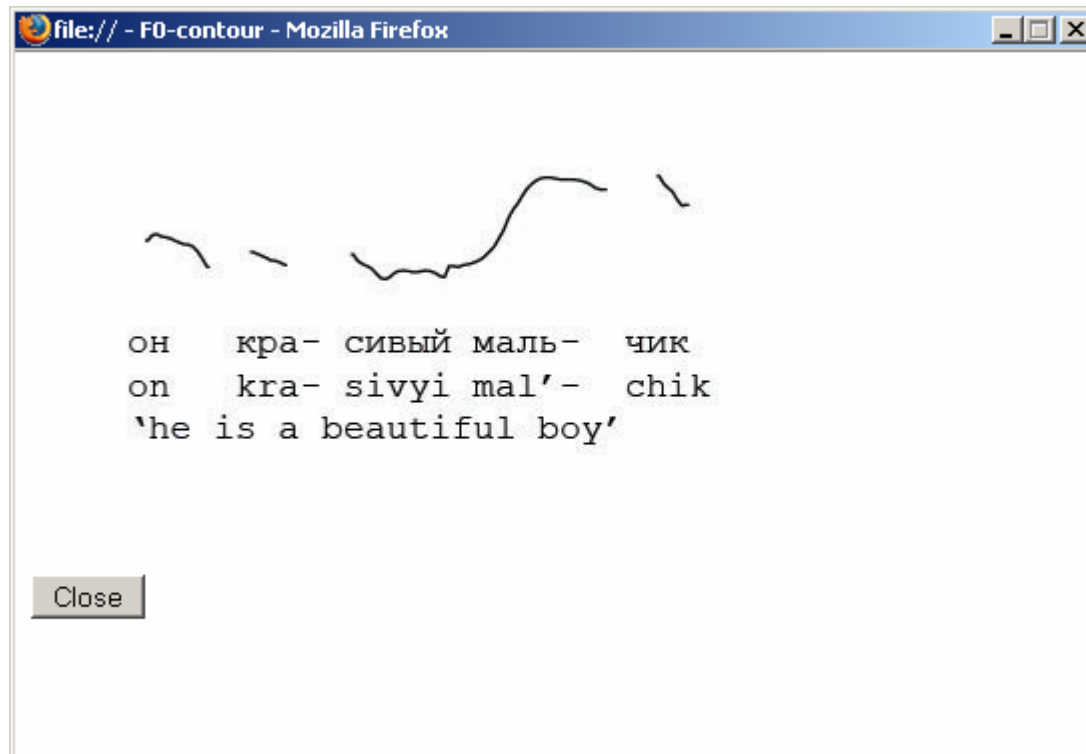 file:// - F0-contour - Mozilla Firefox
он кра- сивый маль- чик
on kra- sivyi mal’- chik
‘he is a beautiful boy’
Close